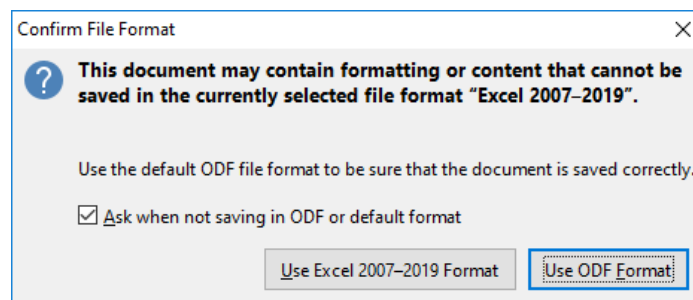 Confirm File Format
This document may contain formatting or content that cannot be
saved in the currently selected file format “Excel 2007–2019”.
Use the default ODF file format to be sure that the document is saved correctly.
Ask when not saving in ODF or default format
Use Excel 2007–2019 Format
Use ODF Format